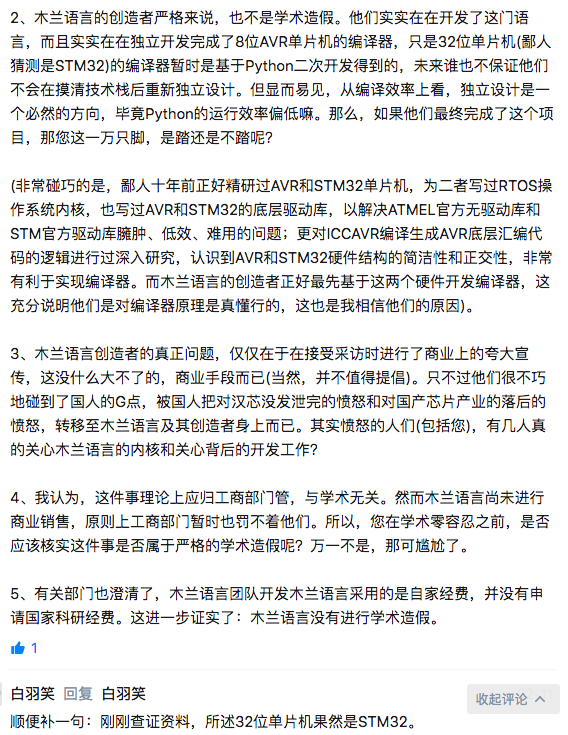 2、木兰语言的创造者严格来说，也不是学术造假。他们实实在在开发了这门语
言，而且实实在在独立开发完成了8位AVR单片机的编译器，只是32位单片机(鄙人
猜测是STM32)的编译器暂时是基于Python二次开发得到的，未来谁也不保证他们
不会在摸清技术栈后重新独立设计。但显而易见，从编译效率上看，独立设计是一
个必然的方向，毕竟Python的运行效率偏低嘛。那么，如果他们最终完成了这个项
目，那您这一万只脚，是踏还是不踏呢?
(非常碰巧的是，鄙人十年前正好精研过AVR和STM32单片机，为二者写过RTOS操
作系统内核，也写过AVR和STM32的底层驱动库，以解决ATMEL官方无驱动库和
STM官方驱动库臃肿、低效、难用的问题；更对ICCAVR编译生成AVR底层汇编代
码的逻辑进行过深入研究，认识到AVR和STM32硬件结构的简洁性和正交性，非常
有利于实现编译器。而木兰语言的创造者正好最先基于这两个硬件开发编译器，这
充分说明他们是对编译器原理是真懂行的，这也是我相信他们的原因)。
3、木兰语言创造者的真正问题，仅仅在于在接受采访时进行了商业上的夸大宣
传，这没什么大不了的，商业手段而已(当然，并不值得提倡)。只不过他们很不巧
地碰到了国人的G点，被国人把对汉芯没发泄完的愤怒和对国产芯片产业的落后的
愤怒，转移至木兰语言及其创造者身上而已。其实愤怒的人们(包括您)，有几人真
的关心木兰语言的内核和关心背后的开发工作?
4、我认为，这件事理论上应归工商部门管，与学术无关。然而木兰语言尚未进行
商业销售，原则上工商部门暂时也罚不着他们。所以，您在学术零容忍之前，是否
应该核实这件事是否属于严格的学术造假呢？万一不是，那可尴尬了。
5、有关部门也澄清了，木兰语言团队开发木兰语言采用的是自家经费，并没有申
请国家科研经费。这进一步证实了：木兰语言没有进行学术造假。
1
白羽笑 回复 白羽笑
收起评论
顺便补一句：刚刚查证资料，所述32位单片机果然是STM32。